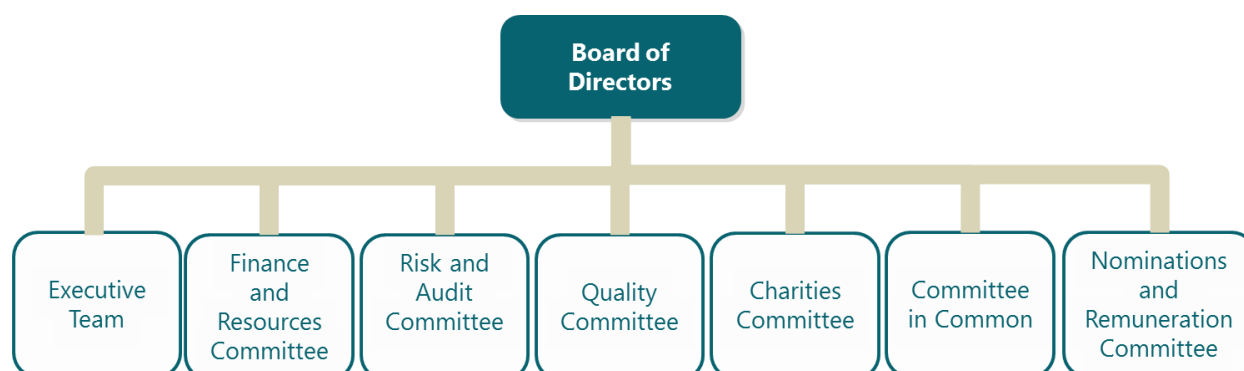 Board of
Directors
Executive
Team
Finance
and
Resources
Committee
Risk and
Audit
Committee
Quality
Committee
Charities
Committee
Committee
in Common
Nominations
and
Remuneration
Committee